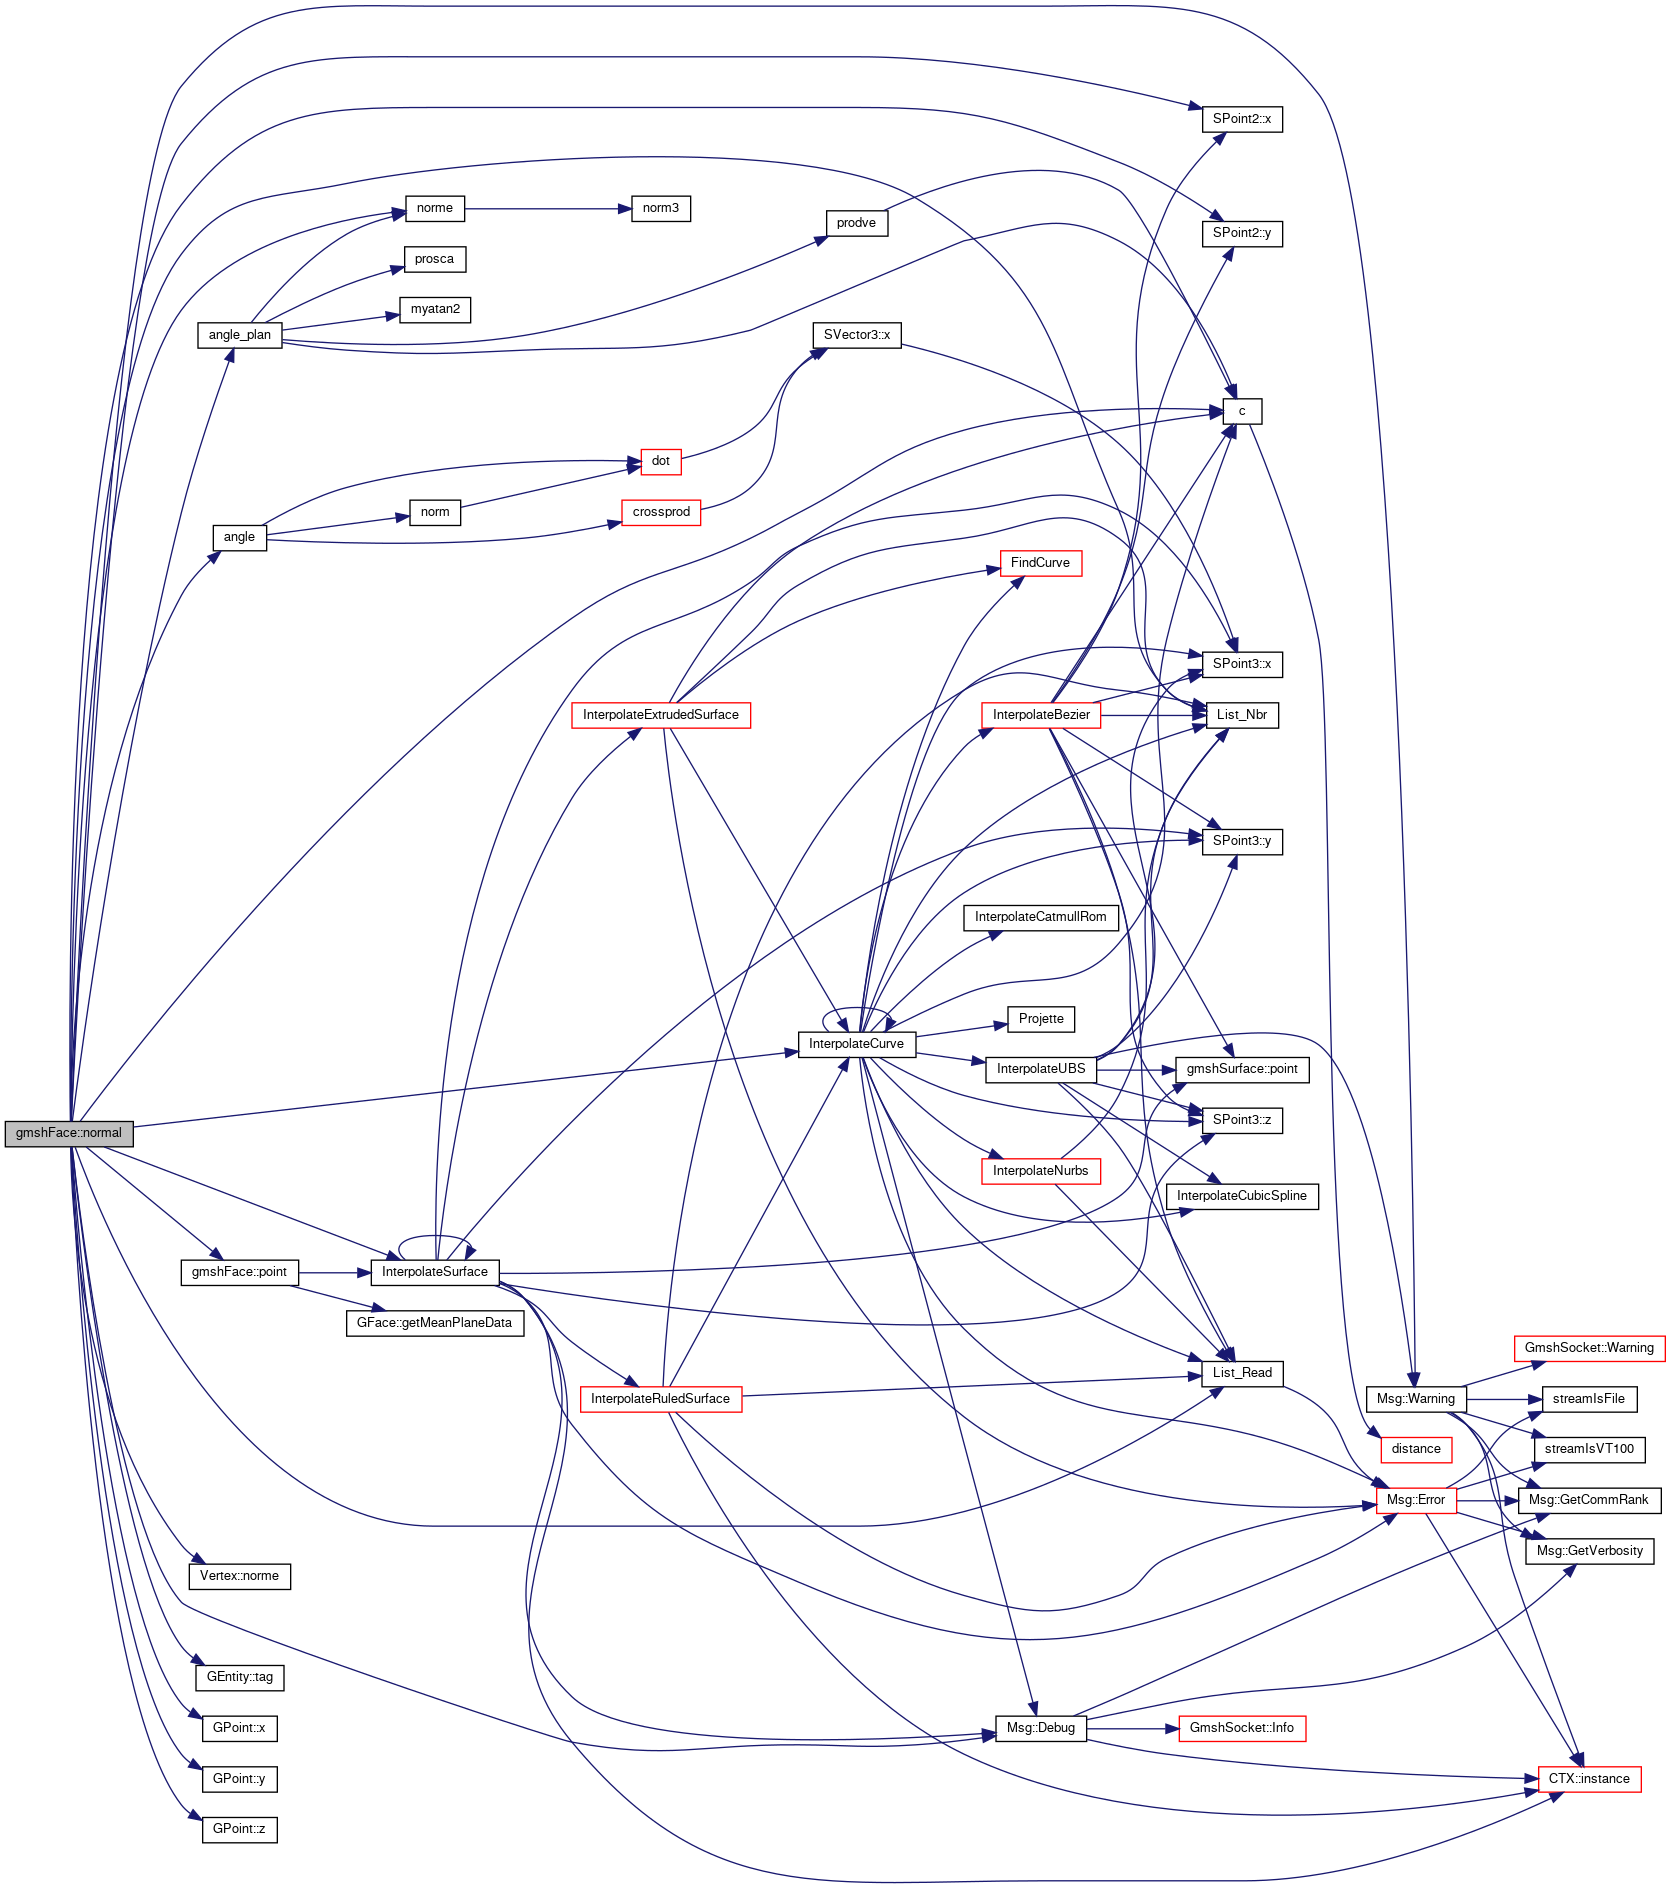 SPoint2::x
norme
norm3
prodve
SPoint2::y
prosca
myatan2
angle_plan
SVector3::x
c
dot
norm
crossprod
angle
FindCurve
SPoint3::x
InterpolateExtrudedSurface
InterpolateBezier
List_Nbr
SPoint3::y
InterpolateCatmullRom
Projette
InterpolateCurve
InterpolateUBS
gmshSurface::point
gmshFace::normal
SPoint3::z
InterpolateNurbs
InterpolateCubicSpline
gmshFace::point
InterpolateSurface
GFace::getMeanPlaneData
GmshSocket::Warning
List_Read
InterpolateRuledSurface
Msg::Warning
streamIsFile
distance
streamIsVT100
Msg::Error
Msg::GetCommRank
Msg::GetVerbosity
Vertex::norme
GEntity::tag
GPoint::x
Msg::Debug
GmshSocket::Info
GPoint::y
CTX::instance
GPoint::z